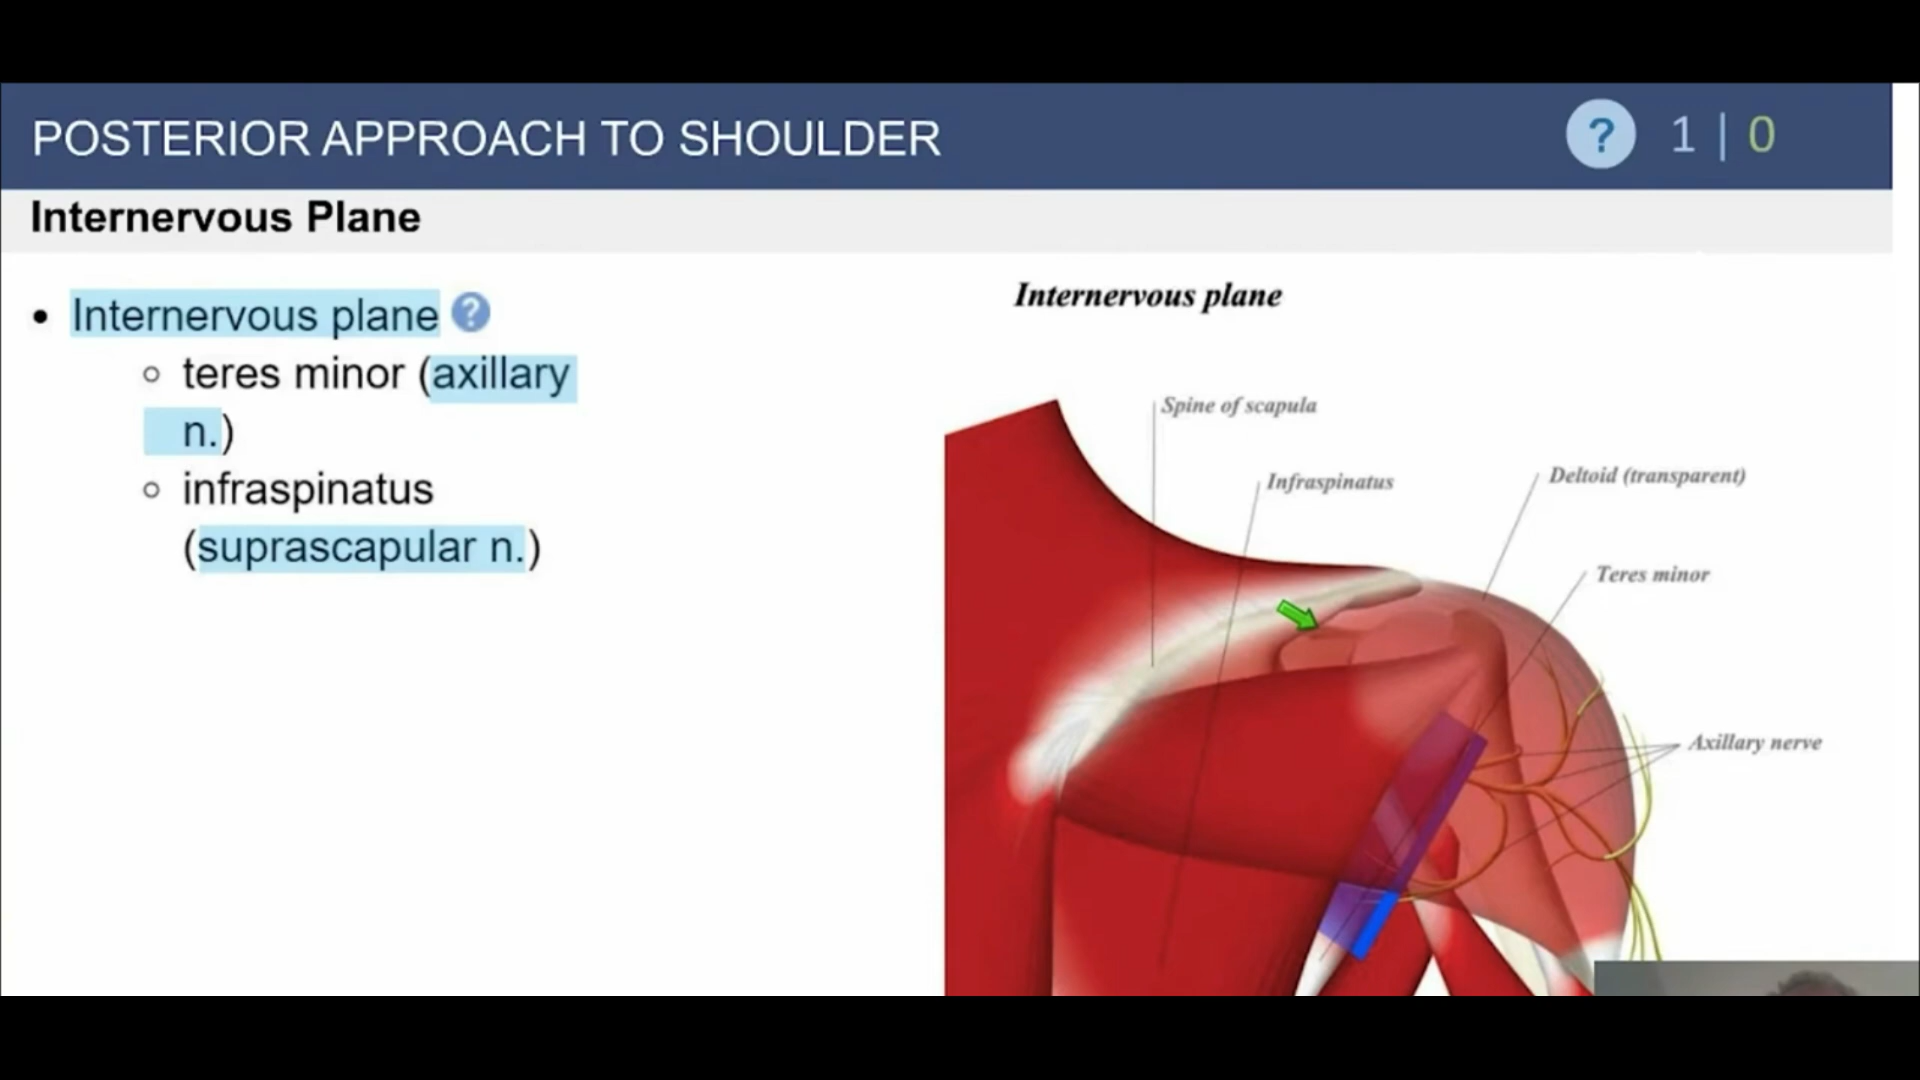 POSTERIOR APPROACH TO SHOULDER
? 1 | 0
Internervous Plane
• Internervous plane ?
○ teres minor (axillary
n.)
○ infraspinatus
(suprascapular n.)
Internervous plane
Spine of scapula
Infraspinatus
Deltoid (transparent)
Teres minor
Axillary nerve